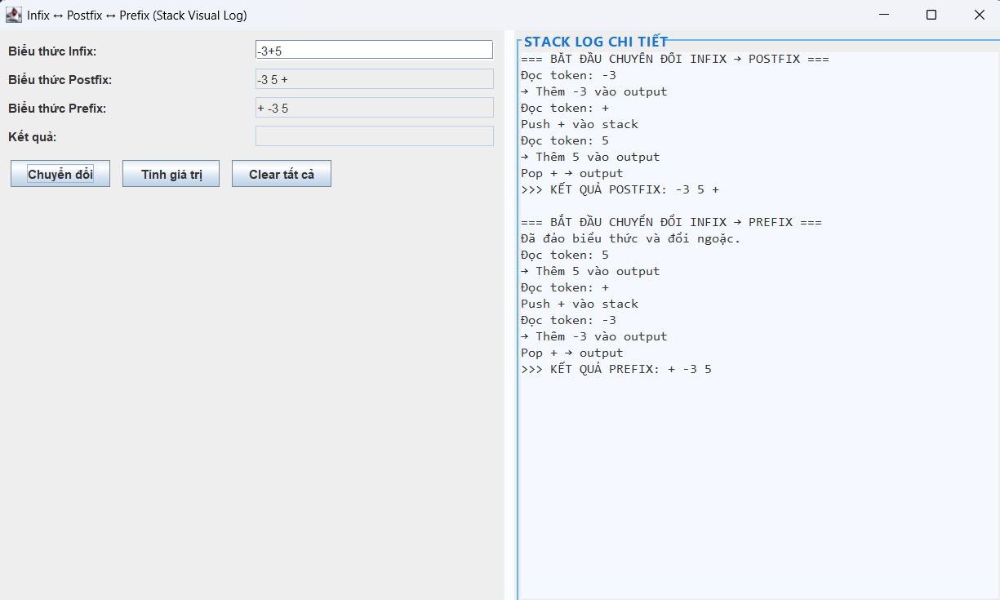 Infix ↔ Postfix ↔ Prefix (Stack Visual Log)
Biểu thức Infix: -3+5
Biểu thức Postfix: -3 5 +
Biểu thức Prefix: + -3 5
Kết quả:
Chuyển đổi Tính giá trị Clear tất cả
STACK LOG CHI TIẾT
=== BẮT ĐẦU CHUYỂN ĐỔI INFIX → POSTFIX ===
Đọc token: -3
→ Thêm -3 vào output
Đọc token: +
Push + vào stack
Đọc token: 5
→ Thêm 5 vào output
Pop + → output
>>> KẾT QUẢ POSTFIX: -3 5 +
=== BẮT ĐẦU CHUYỂN ĐỔI INFIX → PREFIX ===
Đã đảo biểu thức và đổi ngoặc.
Đọc token: 5
→ Thêm 5 vào output
Đọc token: +
Push + vào stack
Đọc token: -3
→ Thêm -3 vào output
Pop + → output
>>> KẾT QUẢ PREFIX: + -3 5